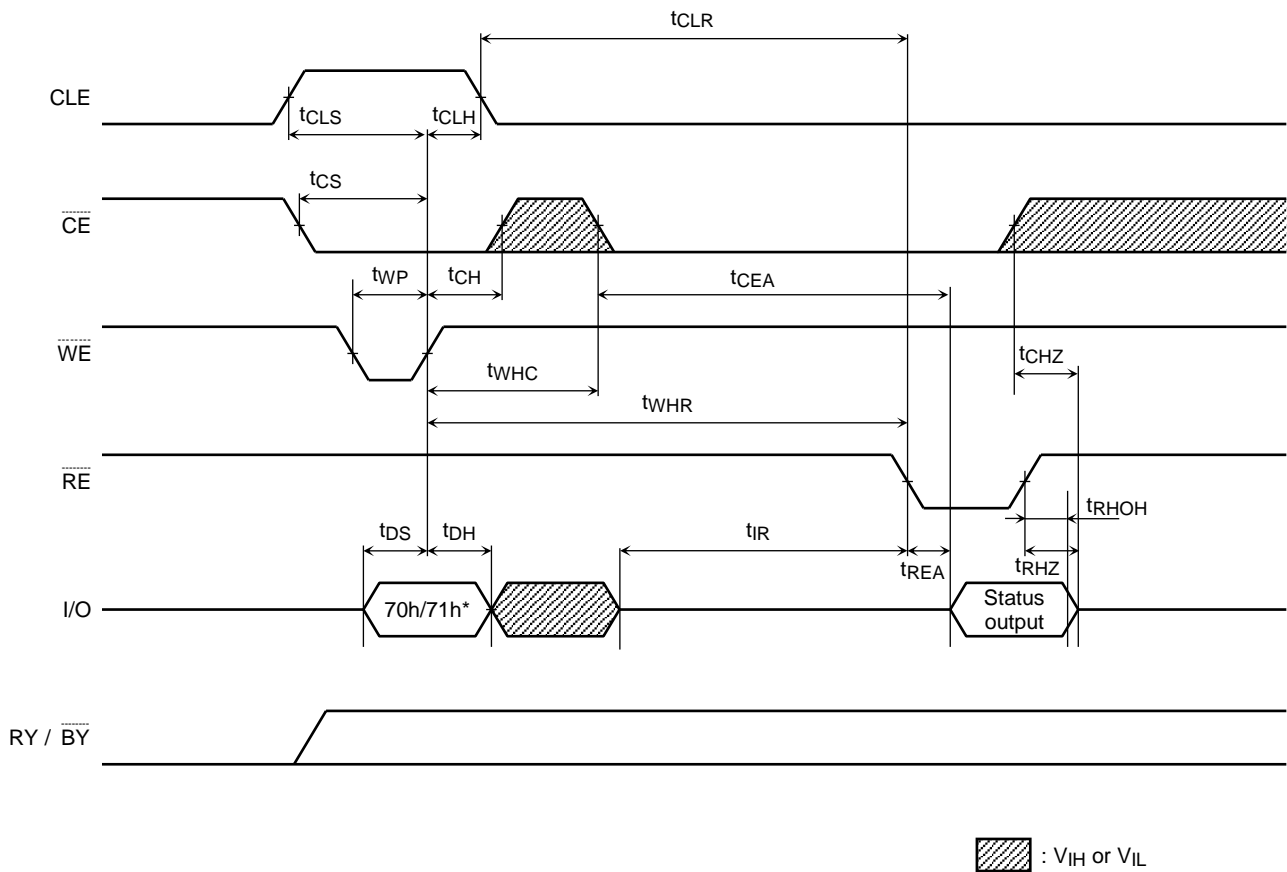 tCLR
CLE
tCLS
tCLH
tCS
CE
tWP
tCH
tCEA
WE
tCHZ
tWHC
tWHR
RE
tRHOH
tDS
tDH
tIR
tREA
tRHZ
I/O
70h/71h*
Status
output
RY / BY
: VIH or VIL